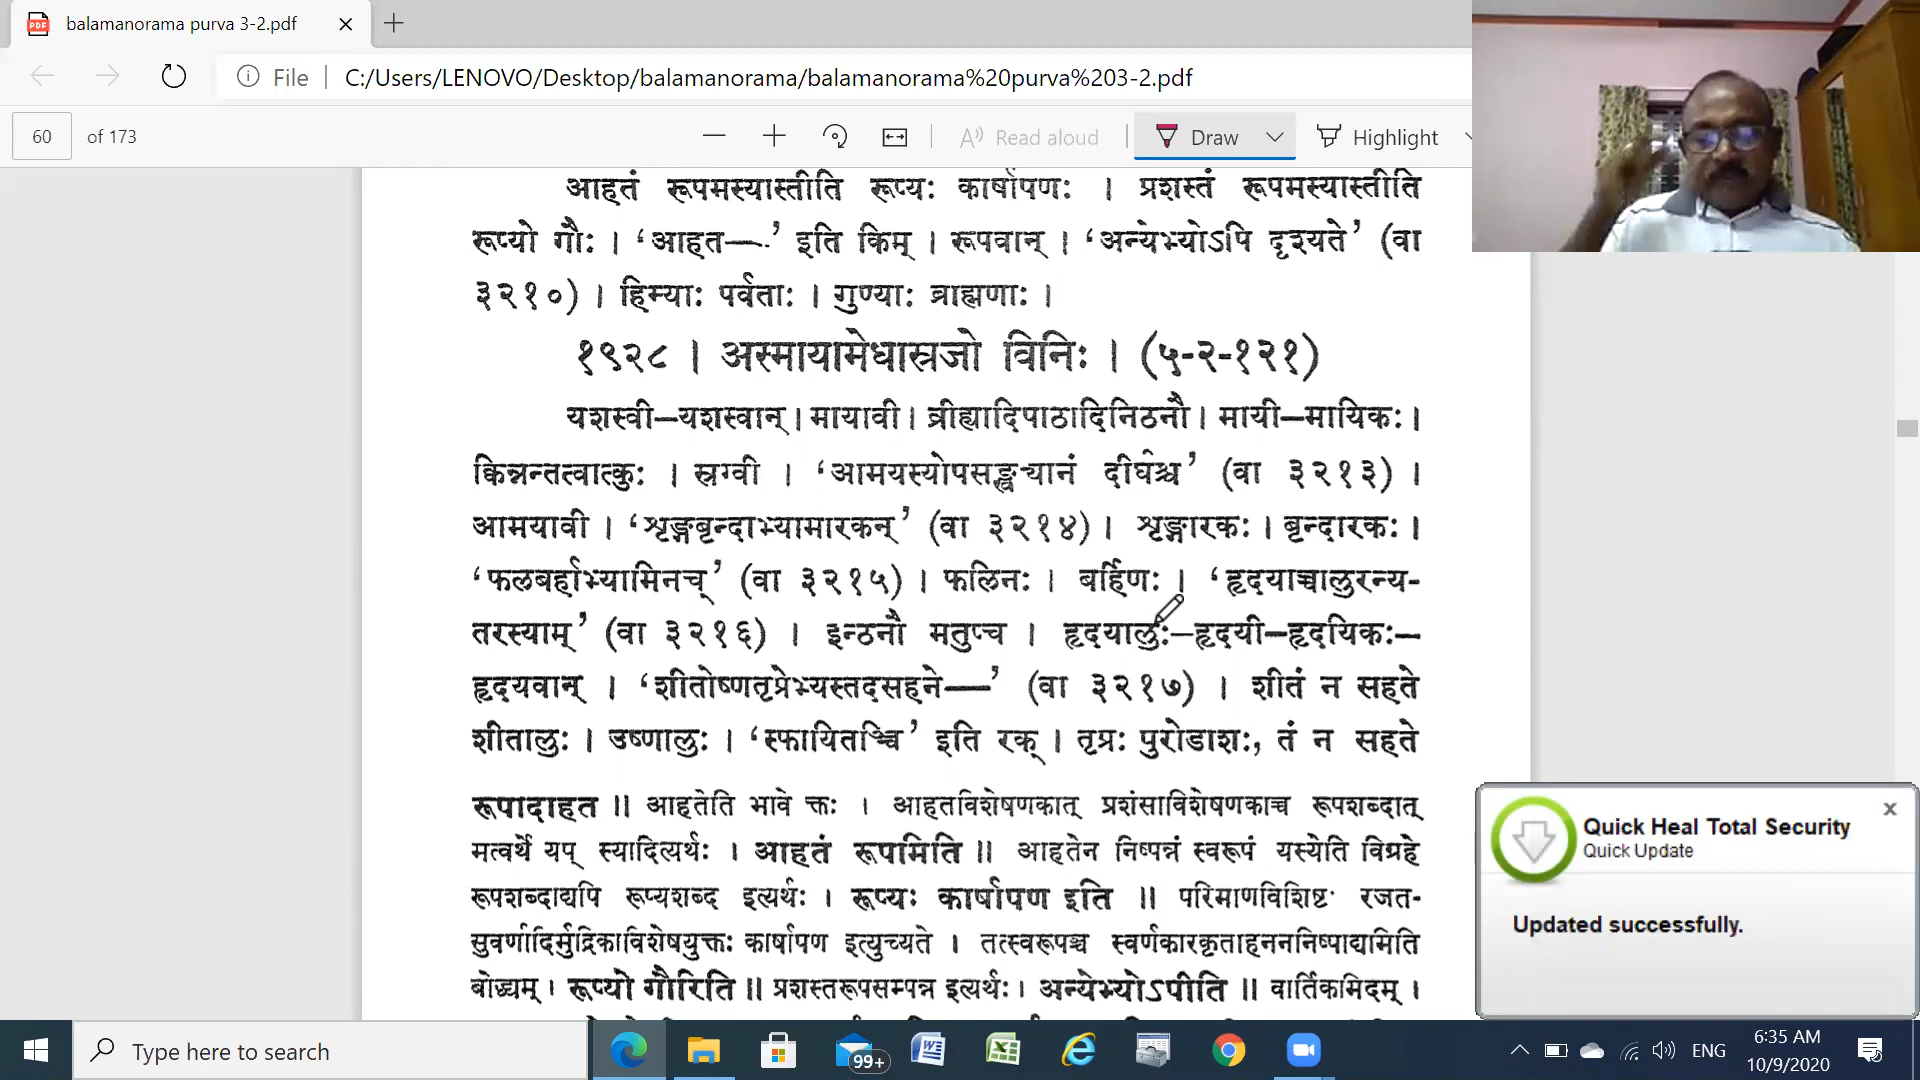 balamanorama purva 3-2.pdf
File
C:/Users/LENOVO/Desktop/balamanorama/balamanorama%20purva%203-2.pdf
60 of 173
Read aloud
Draw
Highlight
आहतं रूपमस्यास्तीति रूप्यः कार्षापणः । प्रशस्तं रूपमस्यास्तीति
रूप्यो गौः । ‘आहत—’ इति किम् । रूपवान् । ‘अन्येभ्योऽपि दृश्यते’ (वा
३२१०) । हिम्याः पर्वताः । गुण्याः ब्राह्मणाः ।
१९२८ । अस्मायामेधास्रजो विनिः । (५-२-१२१)
यशस्वी—यशस्वान् । मायावी । व्रीह्यादिपाठादिनिठनौ । मायी—मायिकः ।
क्विन्नन्तत्वात्कुः । स्रग्वी । ‘आमयस्योपसङ्ख्यानं दीर्घश्च’ (वा ३२१३) ।
आमयावी । ‘शृङ्गबृन्दाभ्यामारकन्’ (वा ३२१४) । शृङ्गारकः । बृन्दारकः ।
‘फलबर्हाभ्यामिनच्’ (वा ३२१५) । फलिनः । बर्हिणः । ‘हृदयाच्चालुरन्य-
तरस्याम्’ (वा ३२१६) । इन्ठनौ मतुप्च । हृदयालुः—हृदयी—हृदयिकः—
हृदयवान् । ‘शीतोष्णतृप्रेभ्यस्तदसहने—’ (वा ३२१७) । शीतं न सहते
शीतालुः । उष्णालुः । ‘स्फायितञ्चि’ इति रक् । तृप्रः पुरोडाशः, तं न सहते
रूपादाहत ॥ आहतेति भावे क्तः । आहतविशेषणकात् प्रशंसाविशेषणकाच्च रूपशब्दात्
मत्वर्थे यप् स्यादित्यर्थः । आहतं रूपमिति ॥ आहतेन निष्पन्नं स्वरूपं यस्येति विग्रहे
रूपशब्दाद्यपि रूप्यशब्द इत्यर्थः । रूप्यः कार्षापण इति ॥ परिमाणविशिष्टः रजत-
सुवर्णादिर्मुद्रिकाविशेषयुक्तः कार्षापण इत्युच्यते । तत्स्वरूपञ्च स्वर्णकारकृताहनननिष्पाद्यमिति
बोद्ध्यम् । रूप्यो गौरिति ॥ प्रशस्तरूपसम्पन्न इत्यर्थः । अन्येभ्योऽपीति ॥ वार्तिकमिदम् ।
Quick Heal Total Security
Quick Update
Updated successfully.
Type here to search
99+
ENG
6:35 AM
10/9/2020